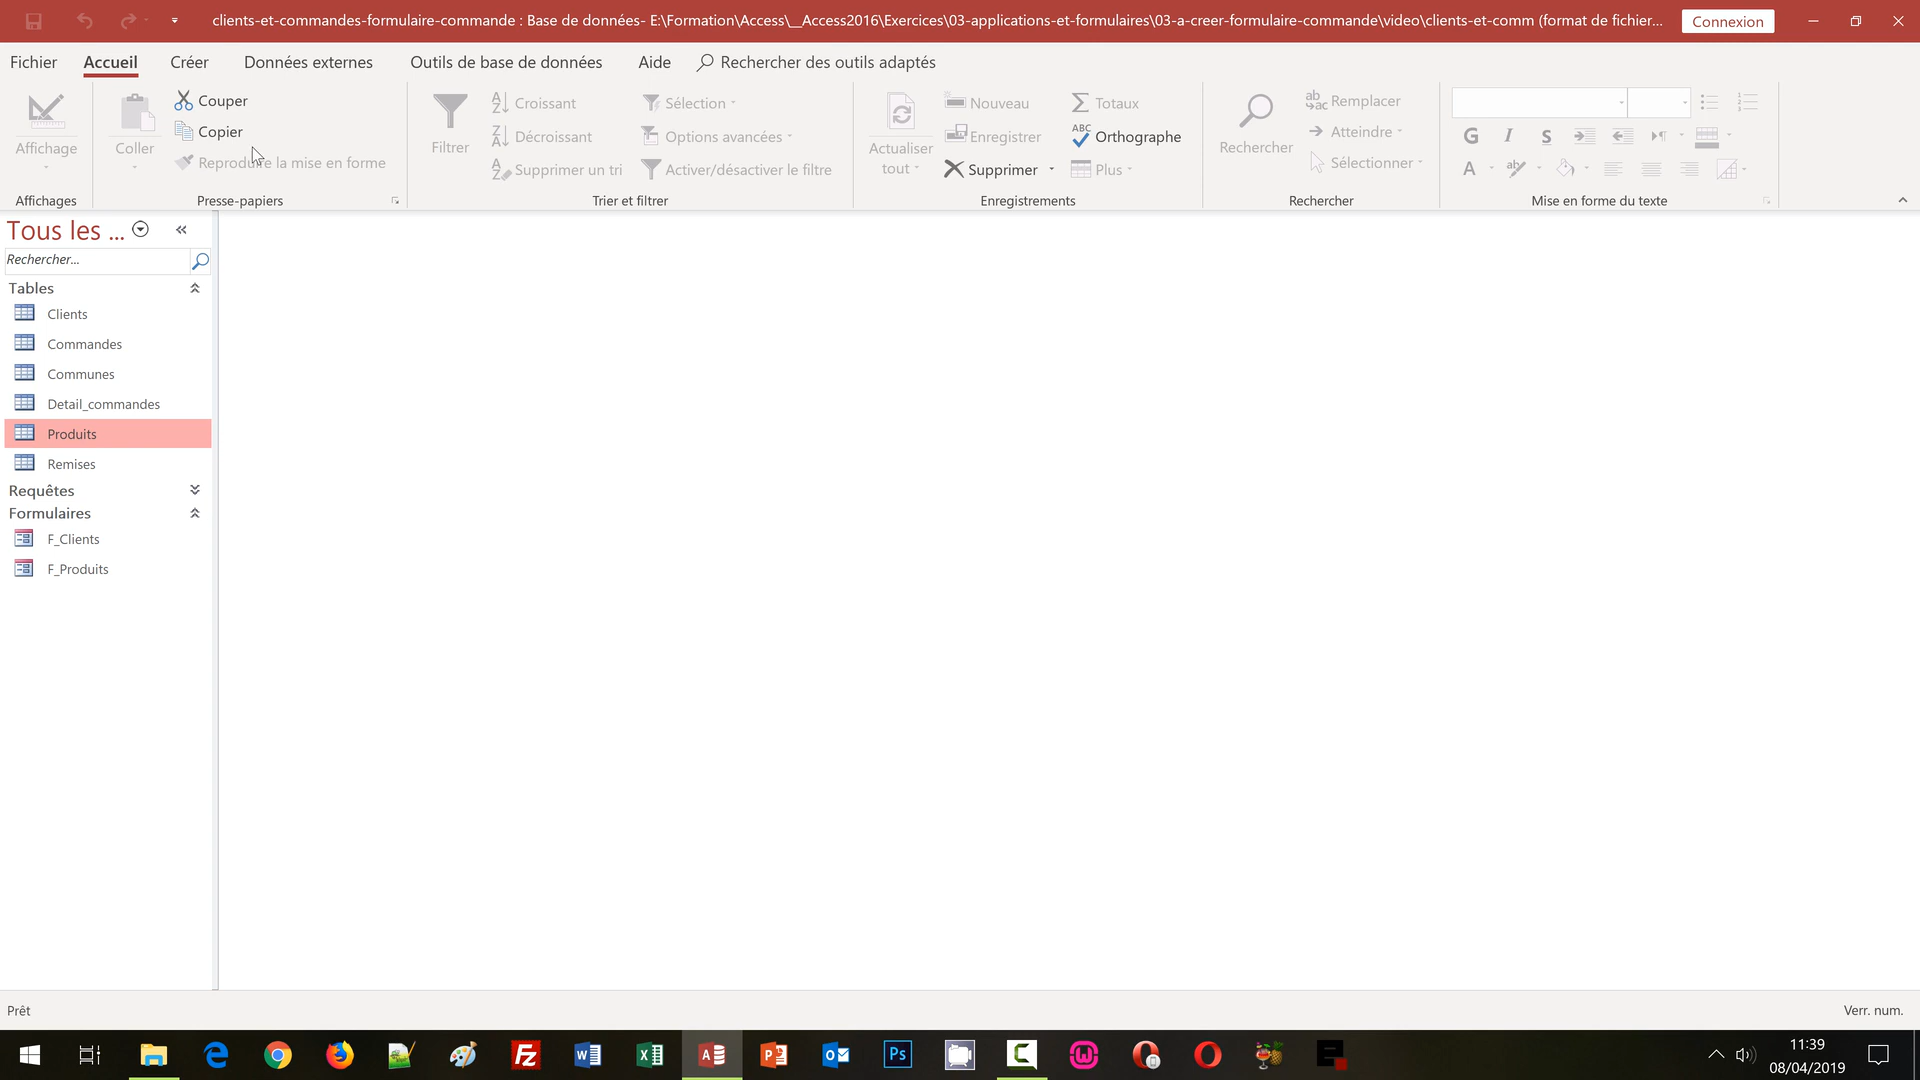 clients-et-commandes-formulaire-commande : Base de données- E:\Formation\Access\__Access2016\Exercices\03-applications-et-formulaires\03-a-creer-formulaire-commande\video\clients-et-comm (format de fichier... Connexion
Fichier Accueil Créer Données externes Outils de base de données Aide Rechercher des outils adaptés
Affichage
Affichages
Coller
Couper
Copier
Reproduire la mise en forme
Presse-papiers
Filtrer
Croissant
Décroissant
Supprimer un tri
Sélection
Options avancées
Activer/désactiver le filtre
Trier et filtrer
Actualiser
tout
Nouveau
Enregistrer
Supprimer
Totaux
Orthographe
Plus
Enregistrements
Rechercher
Remplacer
Atteindre
Sélectionner
Rechercher
G I S
A
Mise en forme du texte
Tous les ...
Rechercher...
Tables
Clients
Commandes
Communes
Detail_commandes
Produits
Remises
Requêtes
Formulaires
F_Clients
F_Produits
Prêt
Verr. num.
11:39
08/04/2019